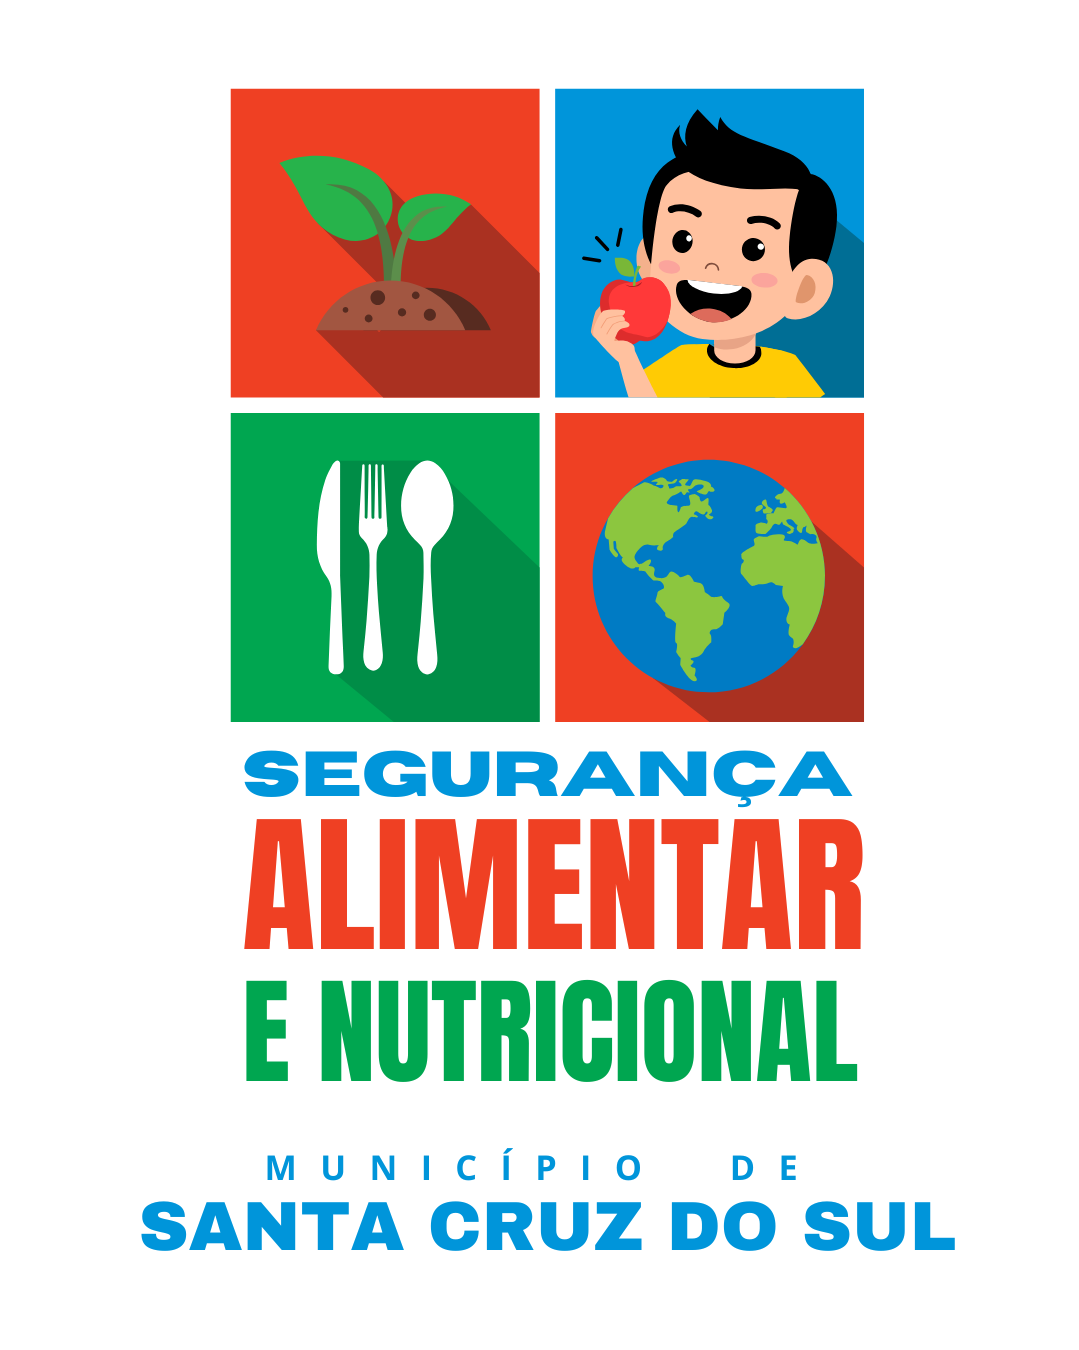 SEGURANÇA
ALIMENTAR
E NUTRICIONAL
MUNICÍPIO DE
SANTA CRUZ DO SUL